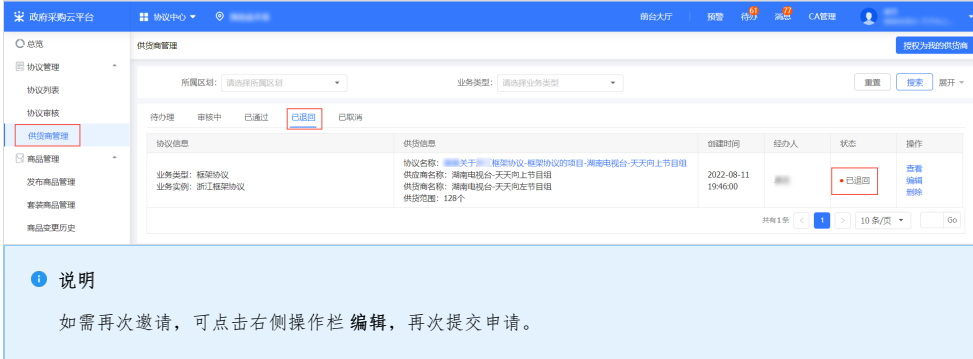 政府采购云平台 协议中心 前台大厅 预警 待办 61 消息 77 CA管理
总览
供货商管理 授权为我的供货商
协议管理
所属区划： 请选择所属区划 业务类型： 请选择业务类型 重置 搜索 展开
协议列表
协议审核
待办理 审核中 已通过 已退回 已取消
供货商管理
协议信息 供货信息 创建时间 经办人 状态 操作
商品管理
发布商品管理
套装商品管理
商品变更历史
业务类型：框架协议
业务实例：浙江框架协议
协议名称： 关于 框架协议-框架协议的项目-湖南电视台-天天向上节目组
供应商名称：湖南电视台-天天向上节目组
供货商名称：湖南电视台-天天向左节目组
供货范围：128个
2022-08-11
19:46:00
已退回
查看
编辑
删除
共有1条 < 1 > 10 条/页 Go
说明
如需再次邀请，可点击右侧操作栏 编辑，再次提交申请。